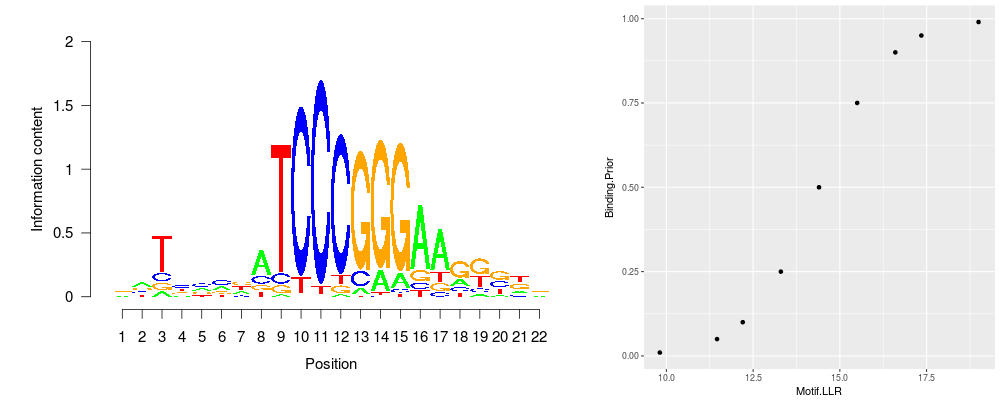 2
1.5
1
0.5
0
Information content
1 2 3 4 5 6 7 8 9 10 11 12 13 14 15 16 17 18 19 20 21 22
Position
T A T C C C G G G A A G G
1.00
0.75
0.50
0.25
0.00
Binding.Prior
10.0 12.5 15.0 17.5
Motif.LLR